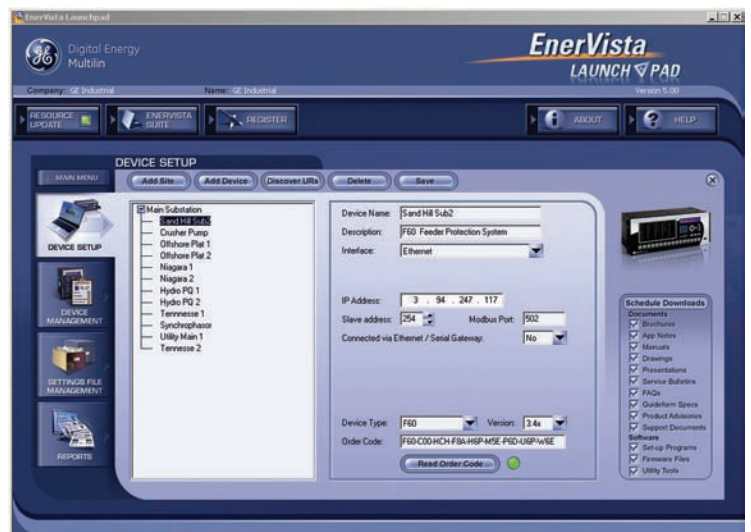 EnerVista Launchpad
Digital Energy
Multilin
EnerVista
LAUNCH PAD
Company: GE Industrial
Name: GE Industrial
Version 5.00
RESOURCE UPDATE
ENERVISTA SUITE
REGISTER
ABOUT
HELP
MAIN MENU
DEVICE SETUP
Add Site
Add Device
Discover URs
Delete
Save
DEVICE SETUP
DEVICE MANAGEMENT
SETTINGS FILE MANAGEMENT
REPORTS
Main Substation
Sand Hill Sub2
Crusher Pump
Offshore Plat 1
Offshore Plat 2
Niagara 1
Niagara 2
Hydro PQ 1
Hydro PQ 2
Tennnesse 1
Synchrophasor
Utility Main 1
Tennesse 2
Device Name: Sand Hill Sub2
Description: F60: Feeder Protection System
Interface: Ethernet
IP Address: 3 . 94 . 247 . 117
Slave address: 254 Modbus Port: 502
Connected via Ethernet / Serial Gateway: No
Device Type: F60 Version: 3.4x
Order Code: F60-C00-HCH-F8A-H6P-M5E-P6D-U6P-W6E
Read Order Code
Schedule Downloads
Documents
Brochures
App Notes
Manuals
Drawings
Presentations
Service Bulletins
FAQs
Guideform Specs
Product Advisories
Support Documents
Software
Set-up Programs
Firmware Files
Utility Tools